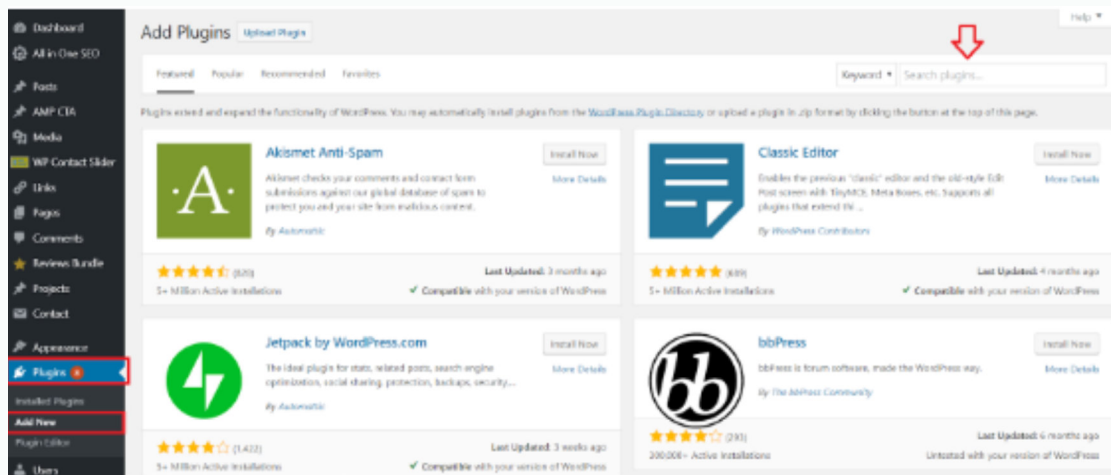 Help
Dashboard
Add Plugins
Upload Plugin
All in One SEO
Featured
Popular
Recommended
Favorites
Keyword
Search plugins...
Posts
AMP CTA
Plugins extend and expand the functionality of WordPress. You may automatically install plugins from the WordPress Plugin Directory or upload a plugin in .zip format by clicking the button at the top of this page.
Media
WP Contact Slider
Links
Pages
Comments
Reviews Bundle
Projects
Contact
Appearance
Plugins
Installed Plugins
Add New
Plugin Editor
Users
A
Akismet Anti-Spam
Install Now
Akismet checks your comments and contact form
More Details
submissions against our global database of spam to
protect you and your site from malicious content.
By Automattic
Last Updated: 3 months ago
5+ Million Active Installations
Compatible with your version of WordPress
Classic Editor
Install Now
Enables the previous "classic" editor and the old-style Edit
More Details
Post screen with TinyMCE, Meta Boxes, etc. Supports all
plugins that extend thi ...
By WordPress Contributors
Last Updated: 4 months ago
5+ Million Active Installations
Compatible with your version of WordPress
Jetpack by WordPress.com
Install Now
The ideal plugin for stats, related posts, search engine
More Details
optimization, social sharing, protection, backups, security,...
By Automattic
(1,422)
Last Updated: 3 weeks ago
5+ Million Active Installations
Compatible with your version of WordPress
bb
bbPress
Install Now
bbPress is forum software, made the WordPress way.
More Details
By The bbPress Community
(293)
Last Updated: 6 months ago
200,000+ Active Installations
Untested with your version of WordPress